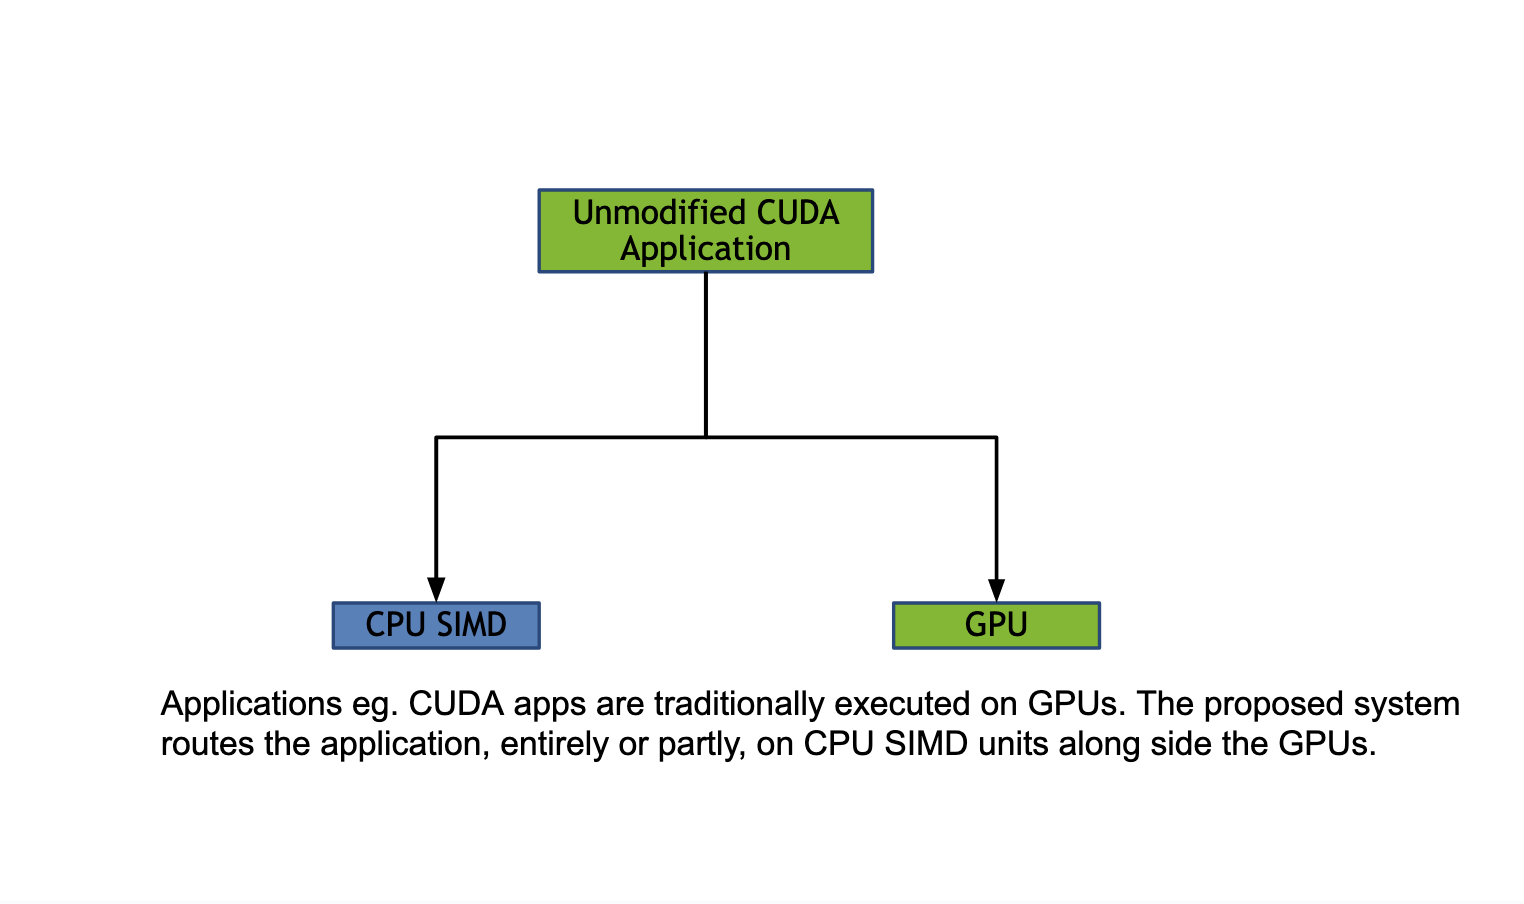 Unmodified CUDA
Application
CPU SIMD
GPU
Applications eg. CUDA apps are traditionally executed on GPUs. The proposed system
routes the application, entirely or partly, on CPU SIMD units along side the GPUs.